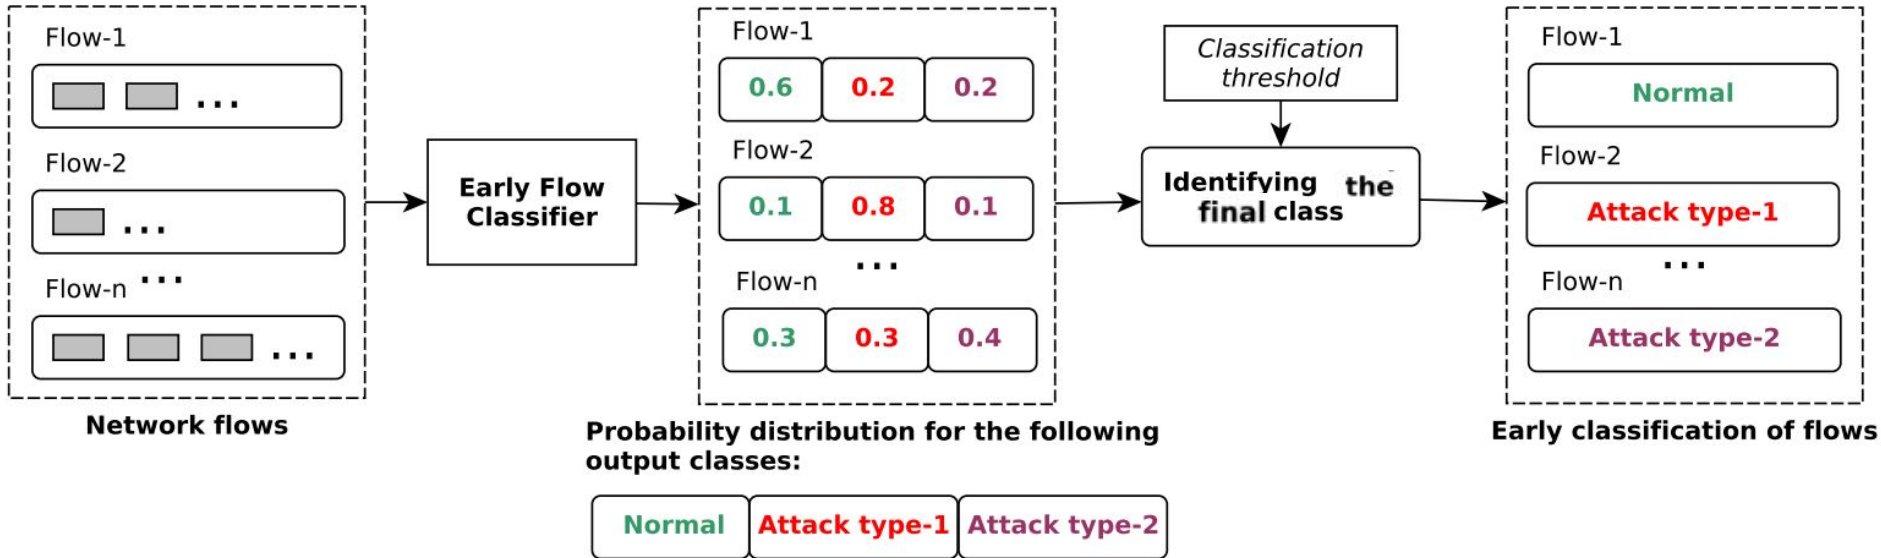 Flow-1
...
Flow-2
...
...
Flow-n
...
Network flows
Early Flow
Classifier
Flow-1
0.6 0.2 0.2
Flow-2
0.1 0.8 0.1
...
Flow-n
0.3 0.3 0.4
Probability distribution for the following
output classes:
Normal Attack type-1 Attack type-2
Classification
threshold
Identifying the
final class
Flow-1
Normal
Flow-2
Attack type-1
...
Flow-n
Attack type-2
Early classification of flows